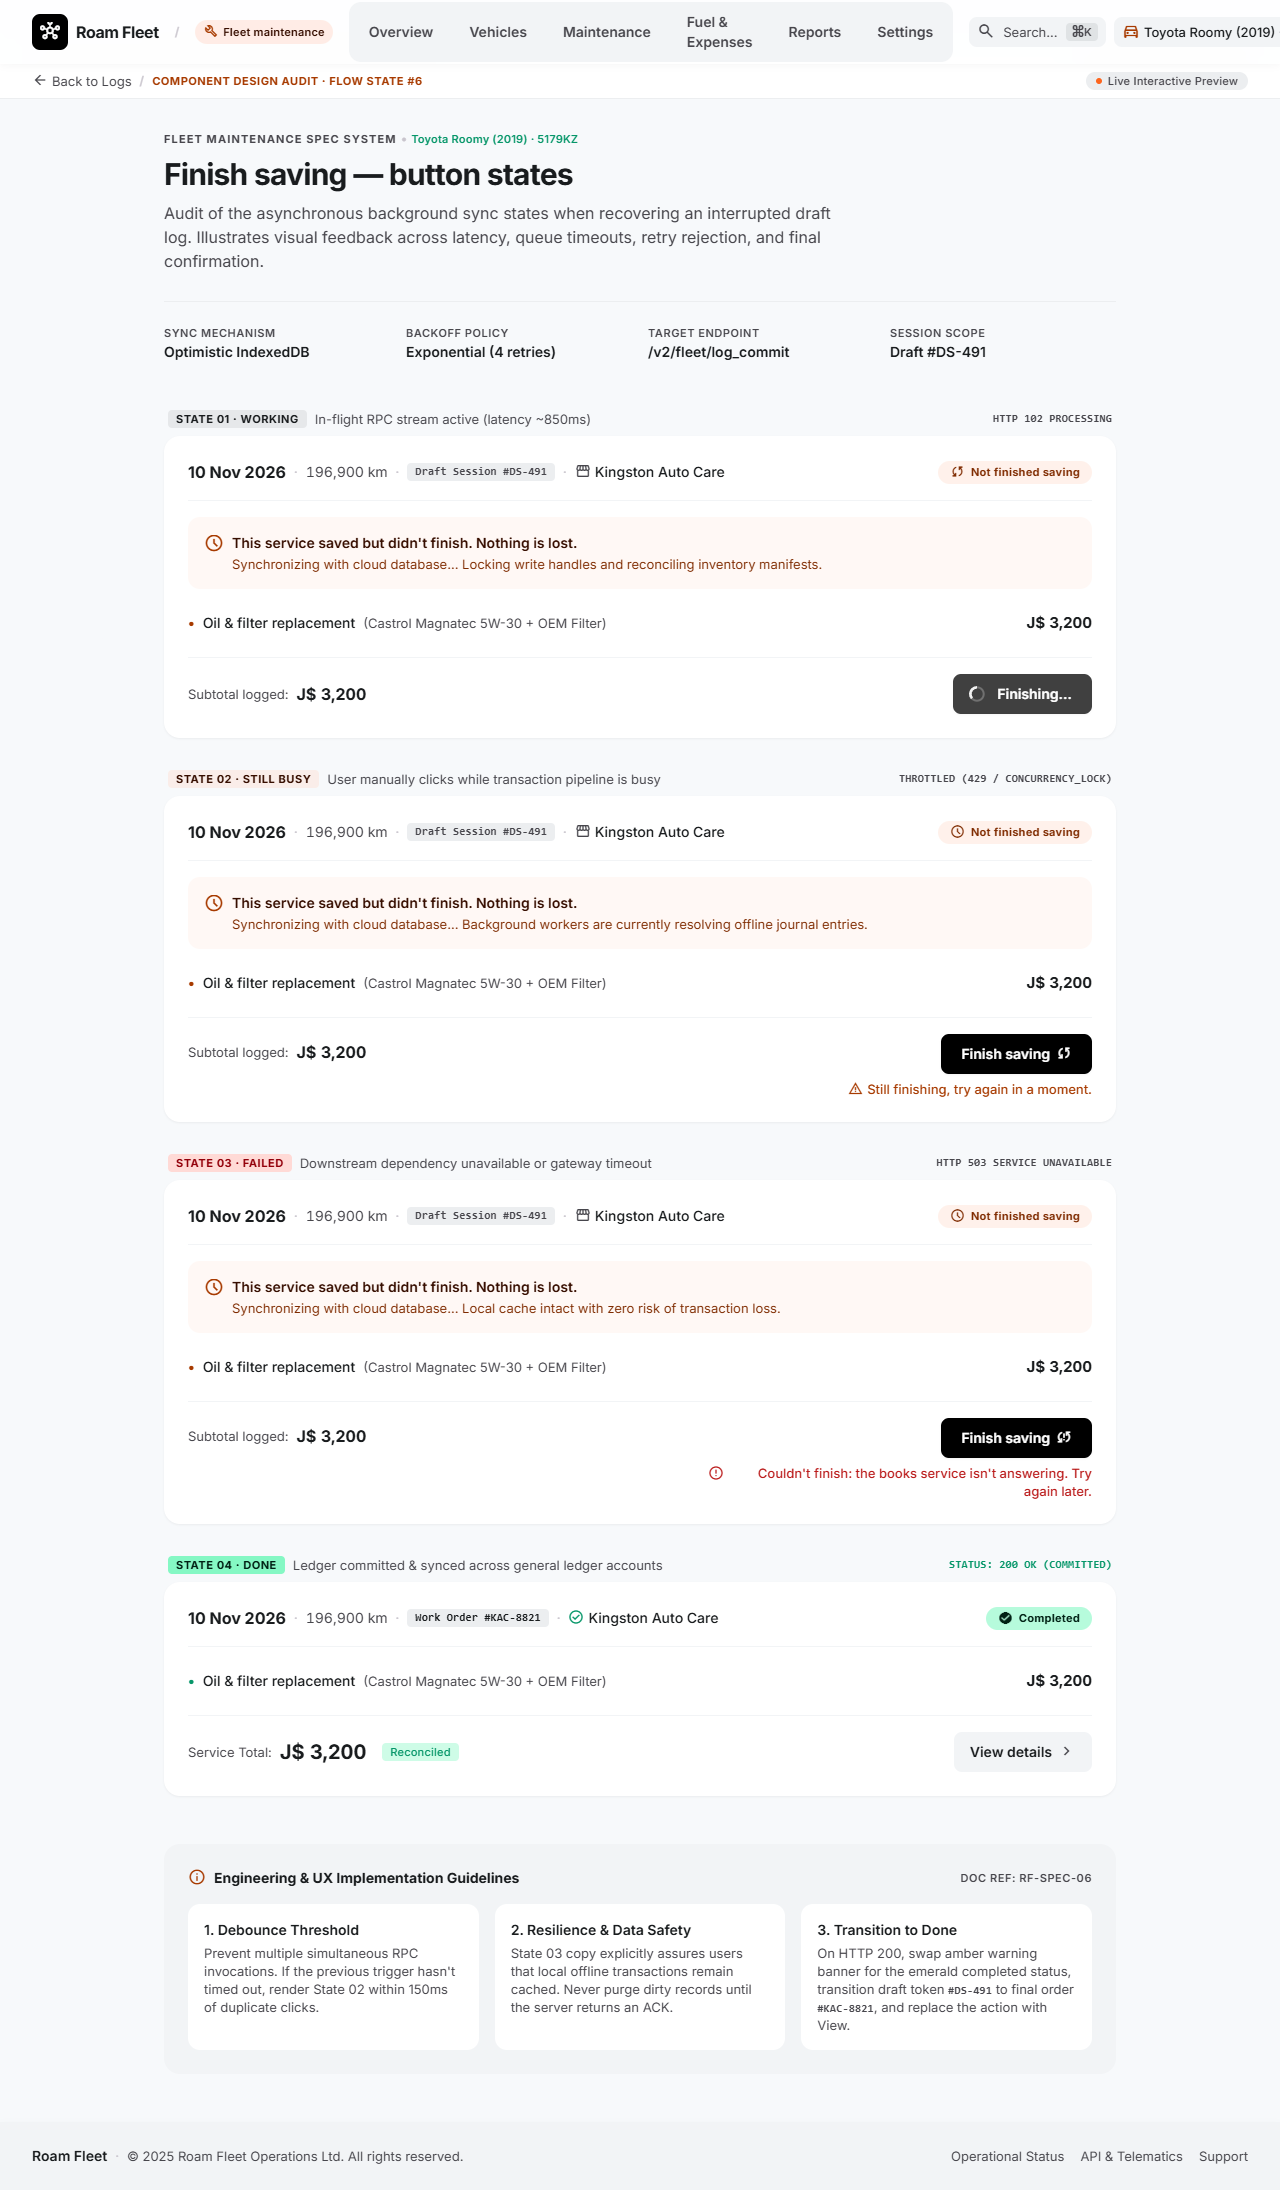 Roam Fleet / Fleet maintenance Overview Vehicles Maintenance Fuel & Expenses Reports Settings Search... ⌘K Toyota Roomy (2019)
Back to Logs / COMPONENT DESIGN AUDIT · FLOW STATE #6 Live Interactive Preview
FLEET MAINTENANCE SPEC SYSTEM • Toyota Roomy (2019) · 5179KZ
Finish saving — button states
Audit of the asynchronous background sync states when recovering an interrupted draft
log. Illustrates visual feedback across latency, queue timeouts, retry rejection, and final
confirmation.
SYNC MECHANISM BACKOFF POLICY TARGET ENDPOINT SESSION SCOPE
Optimistic IndexedDB Exponential (4 retries) /v2/fleet/log_commit Draft #DS-491
STATE 01 · WORKING In-flight RPC stream active (latency ~850ms) HTTP 102 PROCESSING
10 Nov 2026 · 196,900 km · Draft Session #DS-491 · Kingston Auto Care Not finished saving
This service saved but didn't finish. Nothing is lost.
Synchronizing with cloud database... Locking write handles and reconciling inventory manifests.
• Oil & filter replacement (Castrol Magnatec 5W-30 + OEM Filter) J$ 3,200
Subtotal logged: J$ 3,200 Finishing...
STATE 02 · STILL BUSY User manually clicks while transaction pipeline is busy THROTTLED (429 / CONCURRENCY_LOCK)
10 Nov 2026 · 196,900 km · Draft Session #DS-491 · Kingston Auto Care Not finished saving
This service saved but didn't finish. Nothing is lost.
Synchronizing with cloud database... Background workers are currently resolving offline journal entries.
• Oil & filter replacement (Castrol Magnatec 5W-30 + OEM Filter) J$ 3,200
Subtotal logged: J$ 3,200 Finish saving
Still finishing, try again in a moment.
STATE 03 · FAILED Downstream dependency unavailable or gateway timeout HTTP 503 SERVICE UNAVAILABLE
10 Nov 2026 · 196,900 km · Draft Session #DS-491 · Kingston Auto Care Not finished saving
This service saved but didn't finish. Nothing is lost.
Synchronizing with cloud database... Local cache intact with zero risk of transaction loss.
• Oil & filter replacement (Castrol Magnatec 5W-30 + OEM Filter) J$ 3,200
Subtotal logged: J$ 3,200 Finish saving
Couldn't finish: the books service isn't answering. Try
again later.
STATE 04 · DONE Ledger committed & synced across general ledger accounts STATUS: 200 OK (COMMITTED)
10 Nov 2026 · 196,900 km · Work Order #KAC-8821 · Kingston Auto Care Completed
• Oil & filter replacement (Castrol Magnatec 5W-30 + OEM Filter) J$ 3,200
Service Total: J$ 3,200 Reconciled View details
Engineering & UX Implementation Guidelines DOC REF: RF-SPEC-06
1. Debounce Threshold
Prevent multiple simultaneous RPC
invocations. If the previous trigger hasn't
timed out, render State 02 within 150ms
of duplicate clicks.
2. Resilience & Data Safety
State 03 copy explicitly assures users
that local offline transactions remain
cached. Never purge dirty records until
the server returns an ACK.
3. Transition to Done
On HTTP 200, swap amber warning
banner for the emerald completed status,
transition draft token #DS-491 to final order
#KAC-8821, and replace the action with
View.
Roam Fleet · © 2025 Roam Fleet Operations Ltd. All rights reserved. Operational Status API & Telematics Support